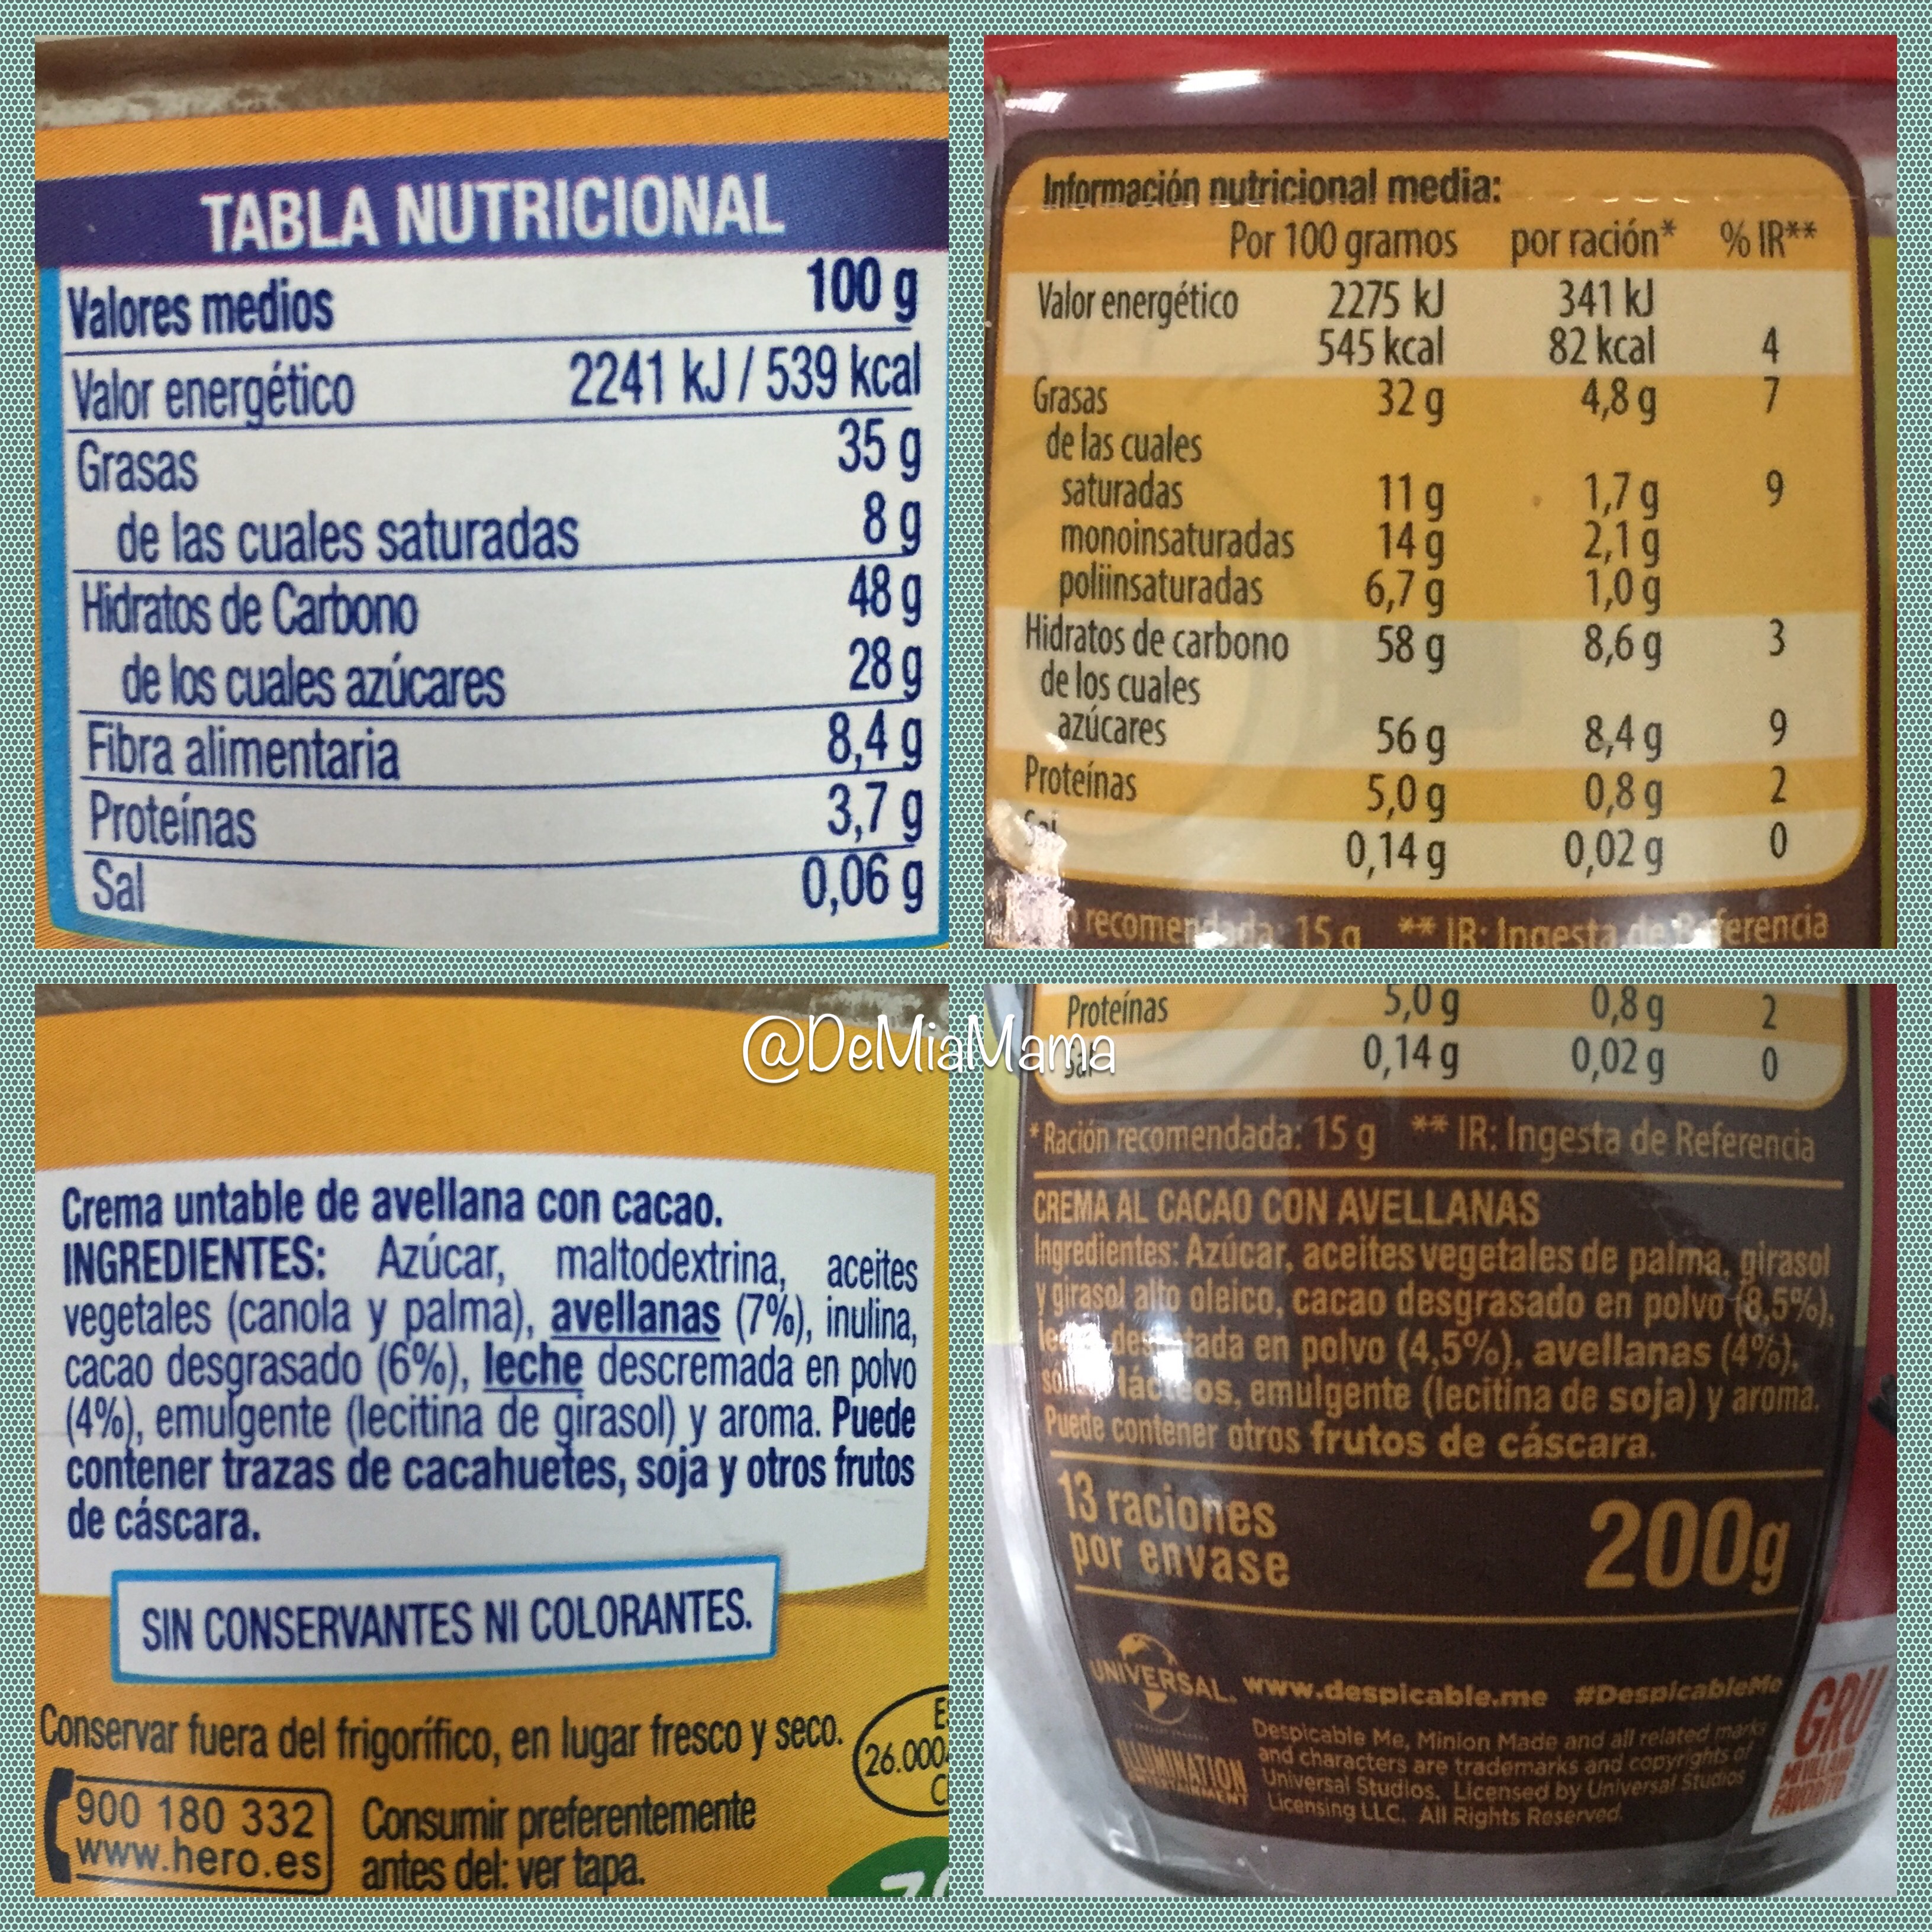 TABLA NUTRICIONAL
Valores medios 100 g
Valor energético 2241 kJ / 539 kcal
Grasas 35 g
de las cuales saturadas 8 g
Hidratos de Carbono 48 g
de los cuales azúcares 28 g
Fibra alimentaria 8,4 g
Proteínas 3,7 g
Sal 0,06 g
Información nutricional media:
Por 100 gramos por ración* % IR**
Valor energético 2275 kJ 341 kJ
545 kcal 82 kcal 4
Grasas 32 g 4,8 g 7
de las cuales
saturadas 11 g 1,7 g 9
monoinsaturadas 14 g 2,1 g
poliinsaturadas 6,7 g 1,0 g
Hidratos de carbono 58 g 8,6 g 3
de los cuales
azúcares 56 g 8,4 g 9
Proteínas 5,0 g 0,8 g 2
Sal 0,14 g 0,02 g 0
15 g ** IR: Ingesta de
@DeMiaMama
Crema untable de avellana con cacao.
INGREDIENTES: Azúcar, maltodextrina, aceites
vegetales (canola y palma), avellanas (7%), inulina,
cacao desgrasado (6%), leche descremada en polvo
(4%), emulgente (lecitina de girasol) y aroma. Puede
contener trazas de cacahuetes, soja y otros frutos
de cáscara.
SIN CONSERVANTES NI COLORANTES.
Conservar fuera del frigorífico, en lugar fresco y seco.
26.000
900 180 332
www.hero.es
Consumir preferentemente
antes del: ver tapa.
Proteínas 5,0 g 0,8 g 2
Sal 0,14 g 0,02 g 0
* Ración recomendada: 15 g ** IR: Ingesta de Referencia
CREMA AL CACAO CON AVELLANAS
Ingredientes: Azúcar, aceites vegetales de palma, girasol
y girasol alto oleico, cacao desgrasado en polvo (8,5%),
en polvo (4,5%), avellanas (4%),
lácteos, emulgente (lecitina de soja) y aroma.
Puede contener otros frutos de cáscara.
13 raciones
por envase
200g
UNIVERSAL
www.despicable.me #DespicableMe
ILLUMINATION
ENTERTAINMENT
Despicable Me, Minion Made and all related marks
and characters are trademarks and copyrights of
Universal Studios. Licensed by Universal Studios
Licensing LLC. All Rights Reserved.
GRU
MI VILLANO
FAVORITO